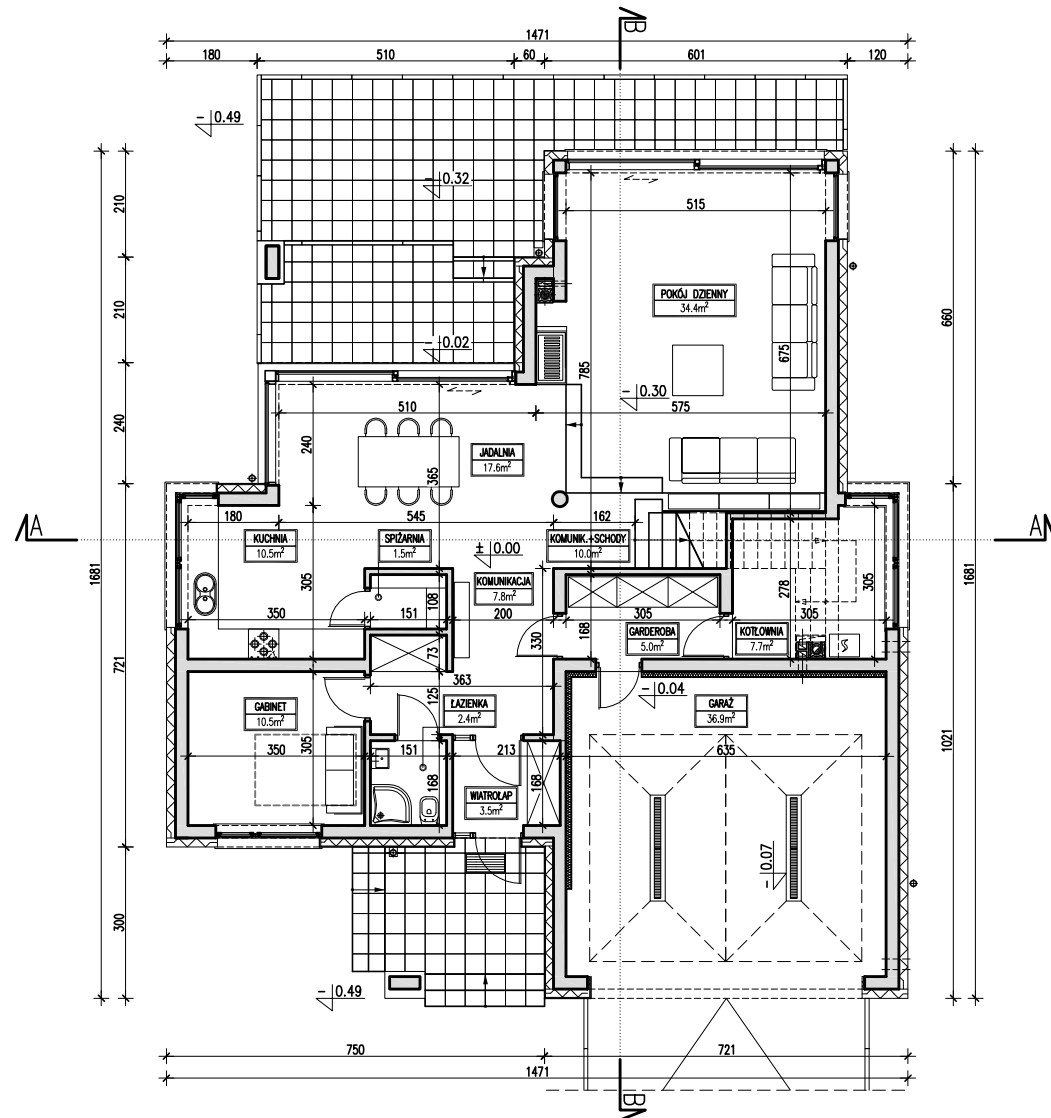 B
1471
180 510 60 601 120
- 0.49
- 0.32
210
515
POKÓJ DZIENNY
34.4m²
210
660
- 0.02
785
675
- 0.30
510
575
240
240
JADALNIA
17.6m²
365
A
180
545
162
A
KUCHNIA
10.5m²
SPIŻARNIA
1.5m²
± 0.00
KOMUNIK.+SCHODY
10.0m²
1681
1681
305
KOMUNIKACJA
7.8m²
278
305
108
350
151
200
305
305
330
168
GARDEROBA
5.0m²
KOTŁOWNIA
7.7m²
721
73
363
- 0.04
GABINET
10.5m²
125
ŁAZIENKA
2.4m²
GARAŻ
36.9m²
305
350
151
213
635
1021
168
168
WIATROŁAP
3.5m²
- 0.07
300
- 0.49
750
721
1471
B